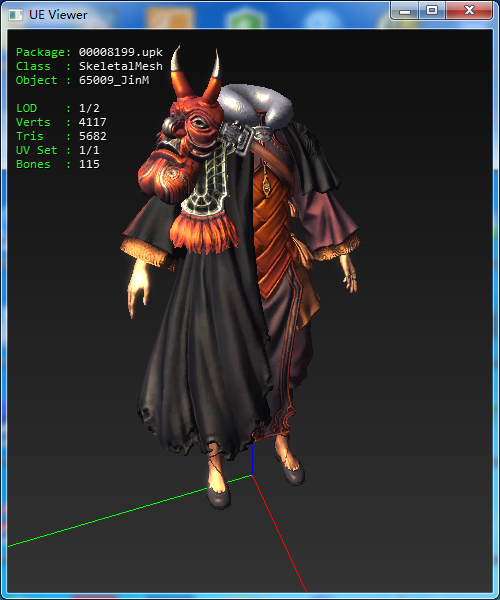 UE Viewer
Package: 00008199.upk
Class : SkeletalMesh
Object : 65009_JinM
LOD : 1/2
Verts : 4117
Tris : 5682
UV Set : 1/1
Bones : 115